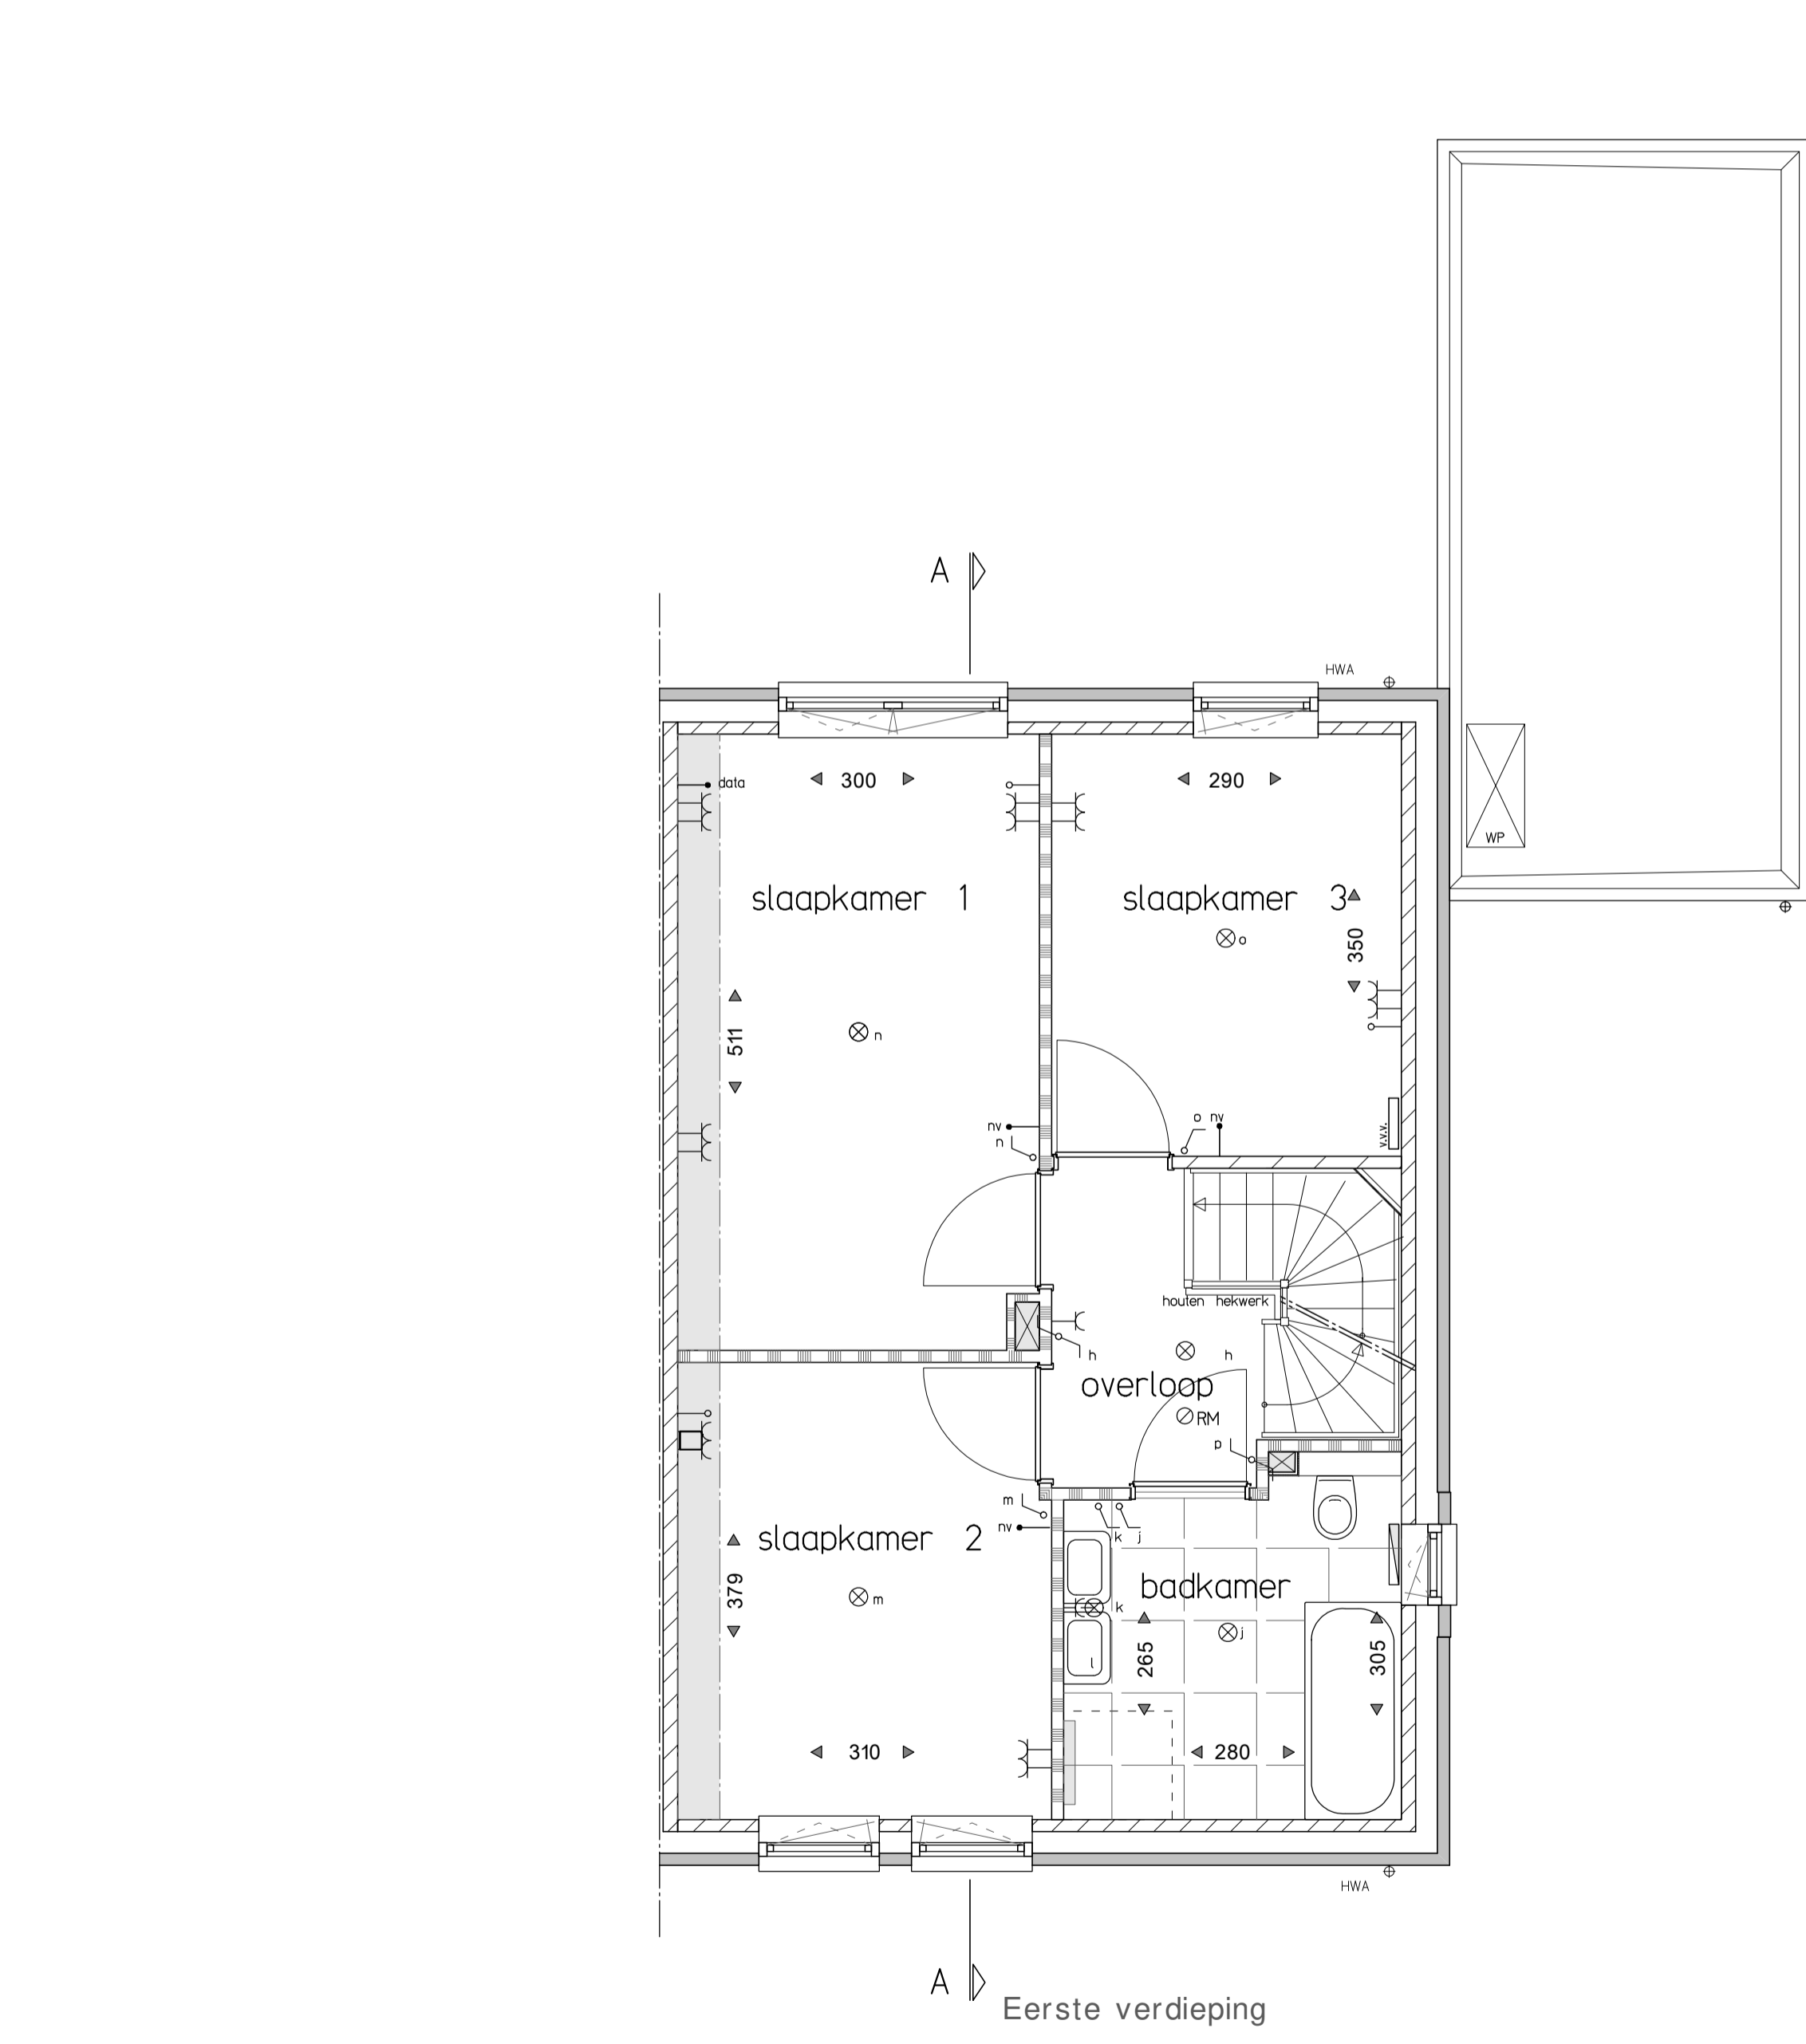 A
HWA
data
300
290
WP
slaapkamer 1
slaapkamer 3
o
350
n
511
o nv
nv
n
v.v.v.
houten hekwerk
h
h
overloop
RM
p
m
nv
k j
slaapkamer 2
badkamer
379
m
k
j
265
305
l
310
280
HWA
A
Eerste verdieping